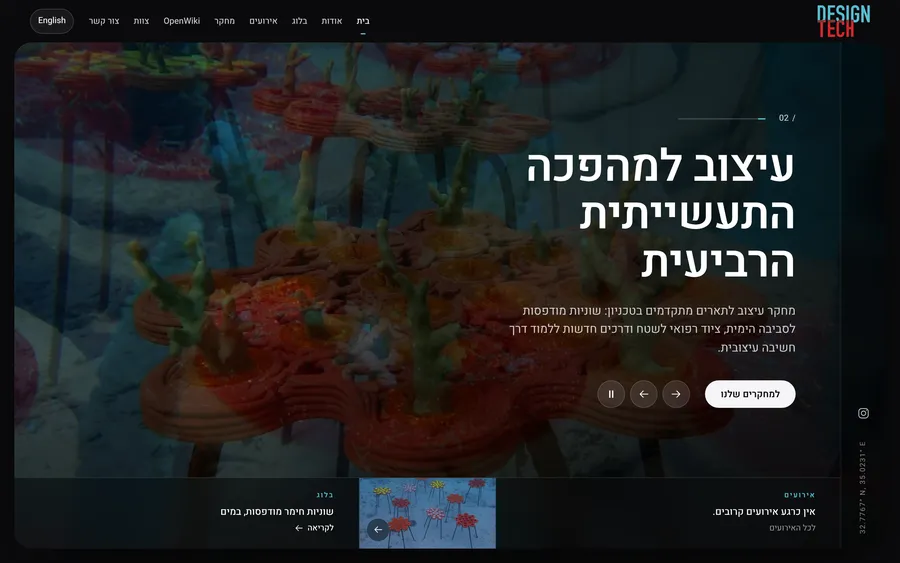 DESIGN
TECH
בית
אודות
בלוג
אירועים
מחקר
OpenWiki
צוות
צור קשר
English
02 /
עיצוב למהפכה
התעשייתית
הרביעית
מחקר עיצוב לתארים מתקדמים בטכניון: שוניות מודפסות
לסביבה הימית, ציוד רפואי לשטח ודרכים חדשות ללמוד דרך
חשיבה עיצובית.
למחקרים שלנו
32.7767° N, 35.0231° E
אירועים
אין כרגע אירועים קרובים.
לכל האירועים
בלוג
שוניות חימר מודפסות, במים
לקריאה ←